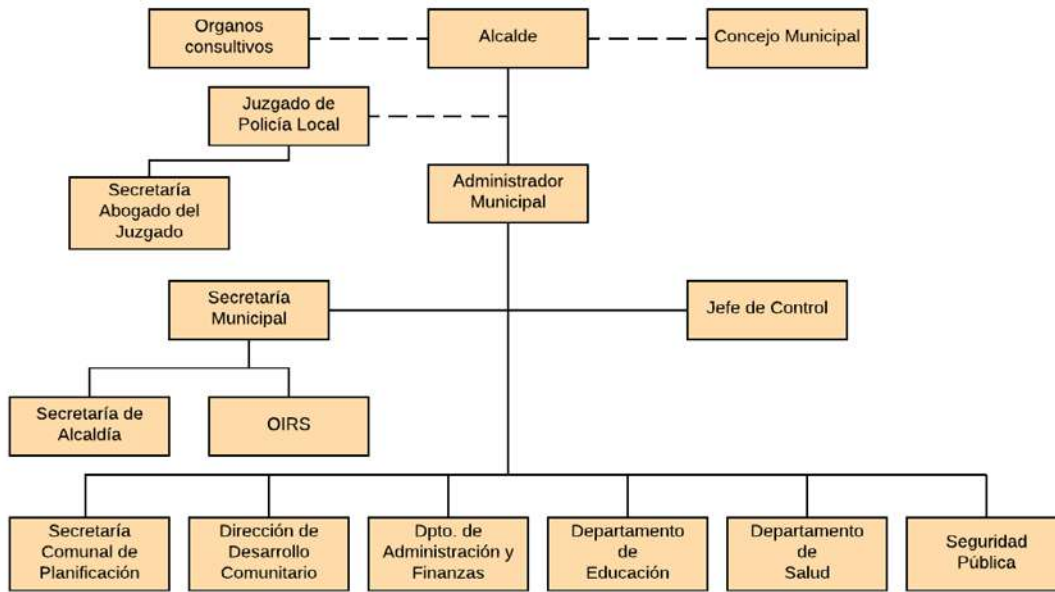 Organos
consultivos
Alcalde
Concejo Municipal
Juzgado de
Policía Local
Secretaría
Abogado del
Juzgado
Administrador
Municipal
Secretaría
Municipal
Jefe de Control
Secretaría de
Alcaldía
OIRS
Secretaría
Comunal de
Planificación
Dirección de
Desarrollo
Comunitario
Dpto. de
Administración y
Finanzas
Departamento
de
Educación
Departamento
de
Salud
Seguridad
Pública